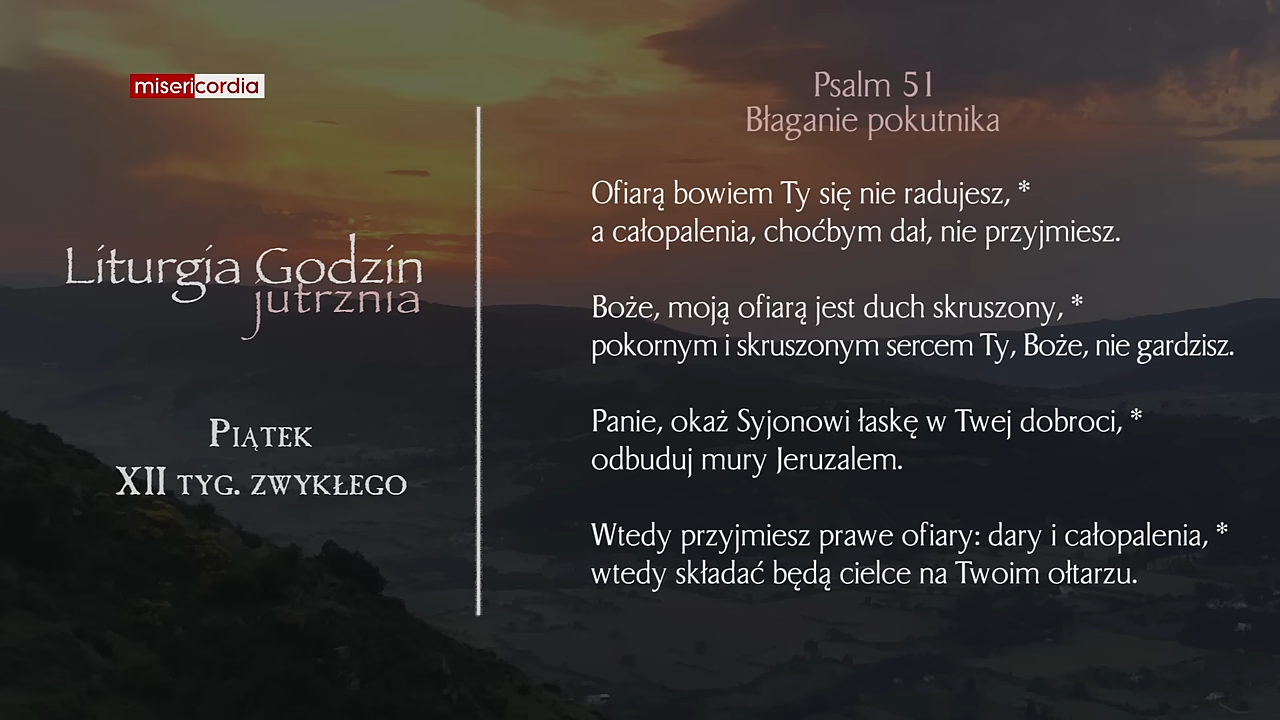 misericordia
Liturgia Godzin
jutrznia
Piątek
XII tyg. zwykłego
Psalm 51
Błaganie pokutnika
Ofiarą bowiem Ty się nie radujesz, *
a całopalenia, choćbym dał, nie przyjmiesz.
Boże, moją ofiarą jest duch skruszony, *
pokornym i skruszonym sercem Ty, Boże, nie gardzisz.
Panie, okaż Syjonowi łaskę w Twej dobroci, *
odbuduj mury Jeruzalem.
Wtedy przyjmiesz prawe ofiary: dary i całopalenia, *
wtedy składać będą cielce na Twoim ołtarzu.